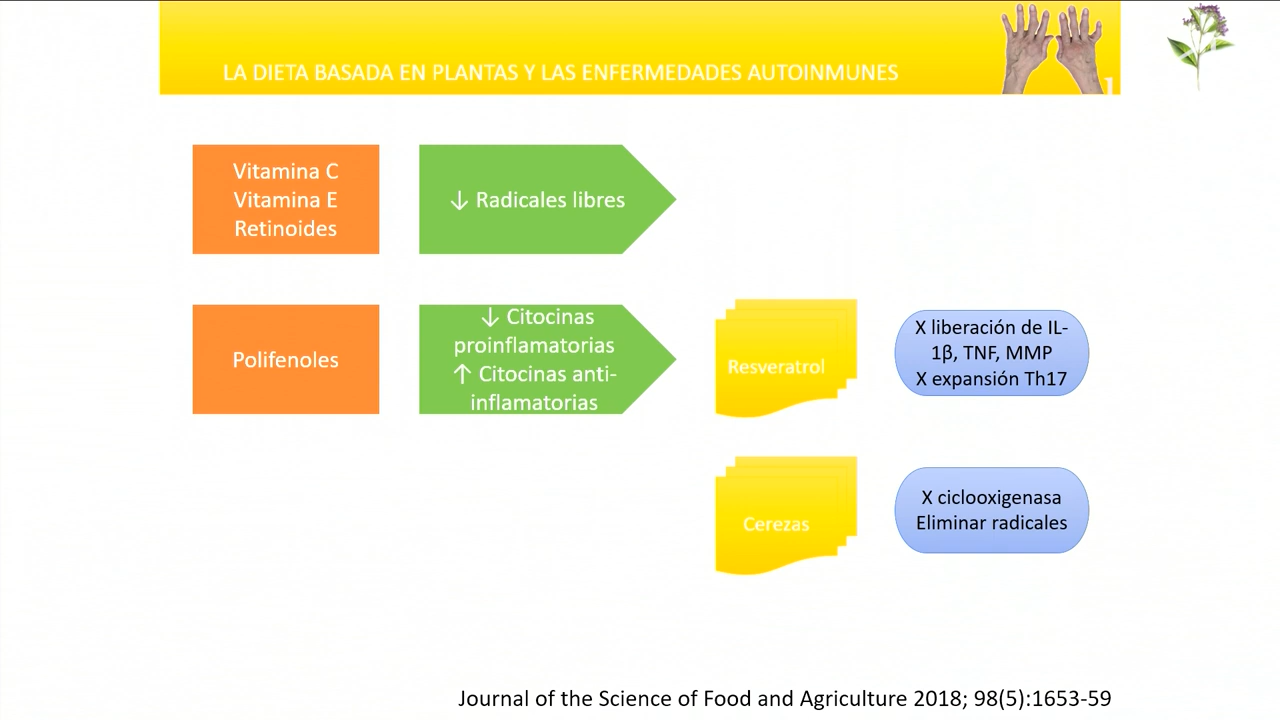 LA DIETA BASADA EN PLANTAS Y LAS ENFERMEDADES AUTOINMUNES
1
Vitamina C
Vitamina E
Retinoides
↓ Radicales libres
Polifenoles
↓ Citocinas
proinflamatorias
↑ Citocinas anti-
inflamatorias
Resveratrol
X liberación de IL-
1β, TNF, MMP
X expansión Th17
Cerezas
X ciclooxigenasa
Eliminar radicales
Journal of the Science of Food and Agriculture 2018; 98(5):1653-59